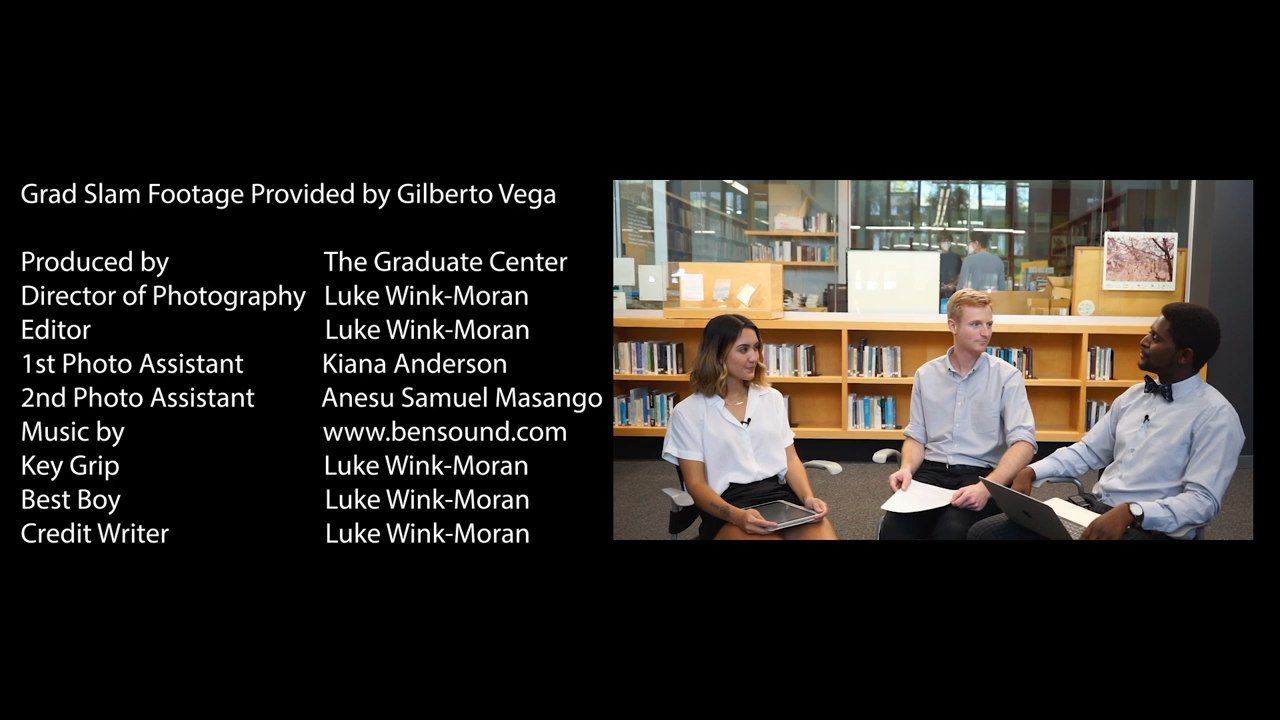 Grad Slam Footage Provided by Gilberto Vega
Produced by The Graduate Center
Director of Photography Luke Wink-Moran
Editor Luke Wink-Moran
1st Photo Assistant Kiana Anderson
2nd Photo Assistant Anesu Samuel Masango
Music by www.bensound.com
Key Grip Luke Wink-Moran
Best Boy Luke Wink-Moran
Credit Writer Luke Wink-Moran